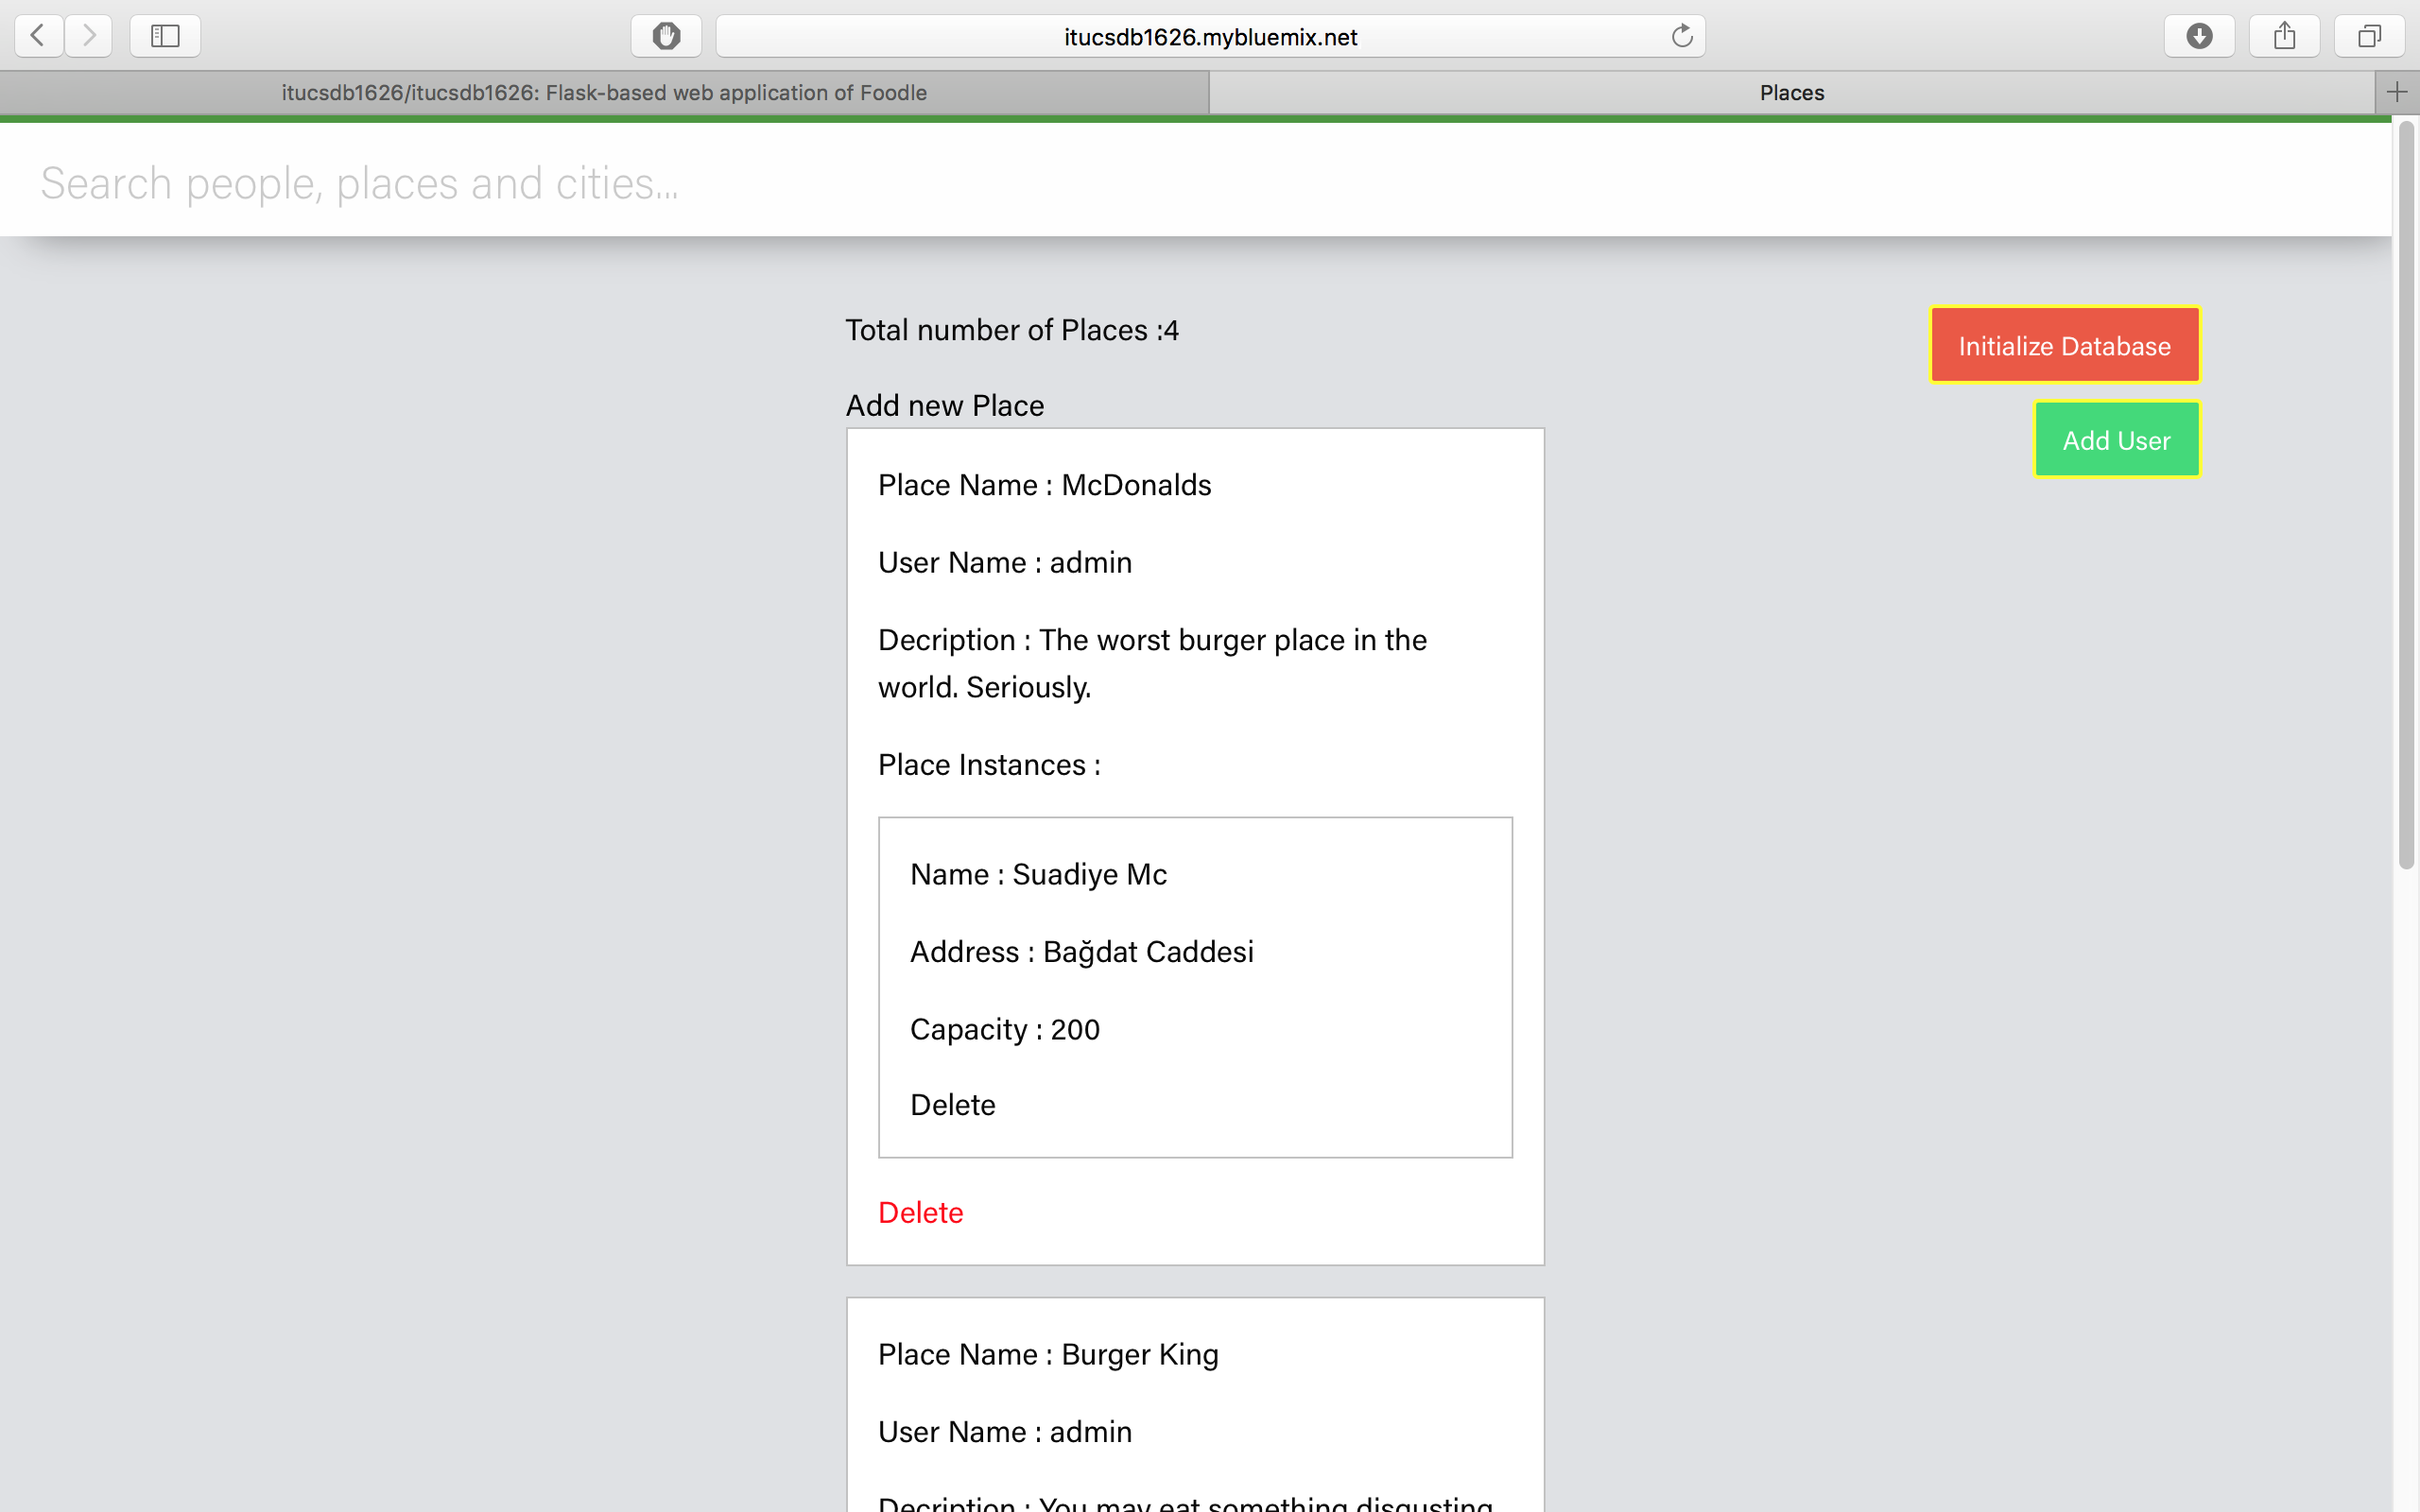 itucsdb1626.mybluemix.net
itucsdb1626/itucsdb1626: Flask-based web application of Foodle
Places
Search people, places and cities...
Total number of Places :4
Initialize Database
Add new Place
Add User
Place Name : McDonalds
User Name : admin
Decription : The worst burger place in the
world. Seriously.
Place Instances :
Name : Suadiye Mc
Address : Bağdat Caddesi
Capacity : 200
Delete
Delete
Place Name : Burger King
User Name : admin
Decription : You may eat something disgusting